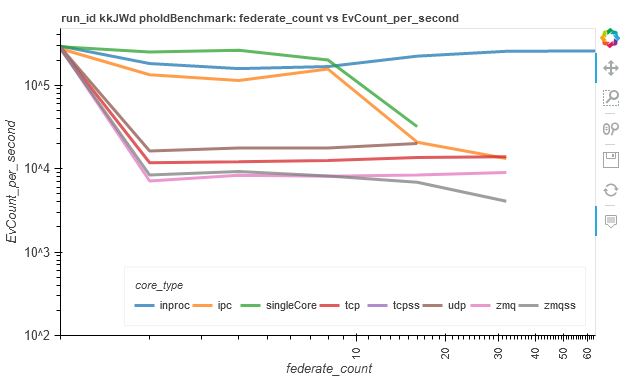 run_id kkJWd pholdBenchmark: federate_count vs EvCount_per_second
EvCount_per_second
10^5
10^4
10^3
10^2
core_type
inproc ipc singleCore tcp tcpss udp zmq zmqss
10 20 30 40 50 60
federate_count